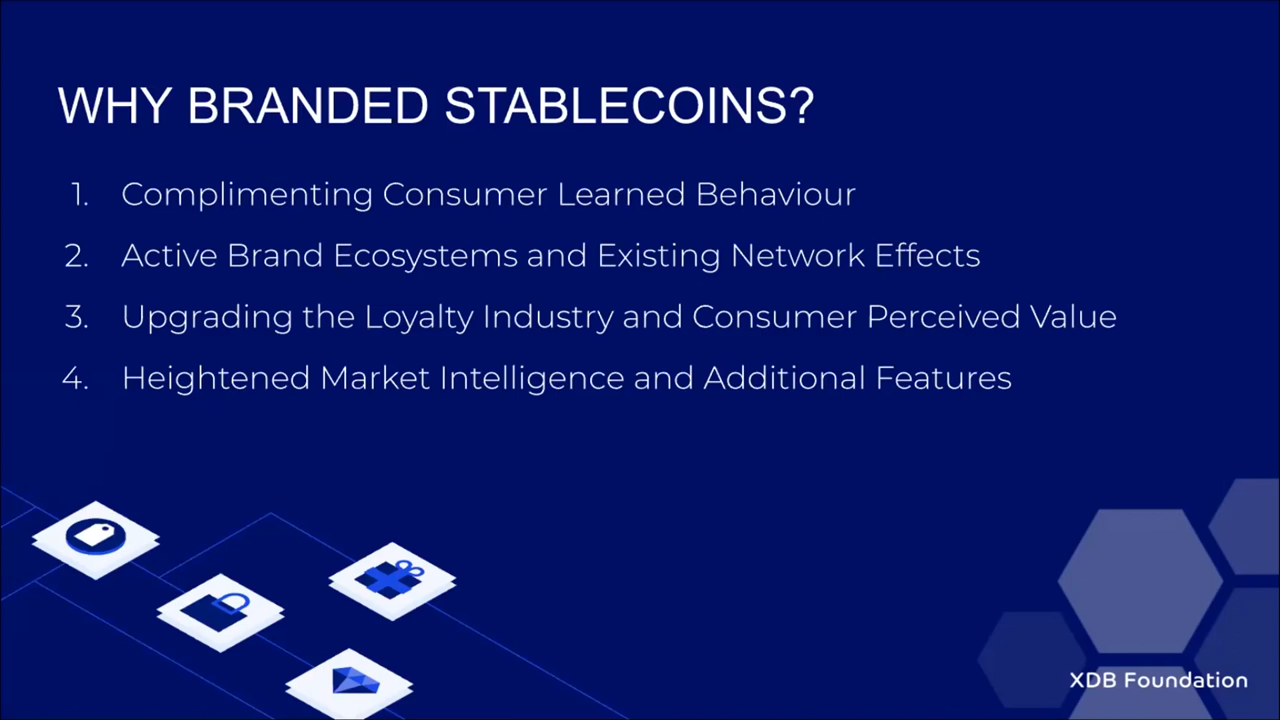 WHY BRANDED STABLECOINS?
1. Complimenting Consumer Learned Behaviour
2. Active Brand Ecosystems and Existing Network Effects
3. Upgrading the Loyalty Industry and Consumer Perceived Value
4. Heightened Market Intelligence and Additional Features
XDB Foundation